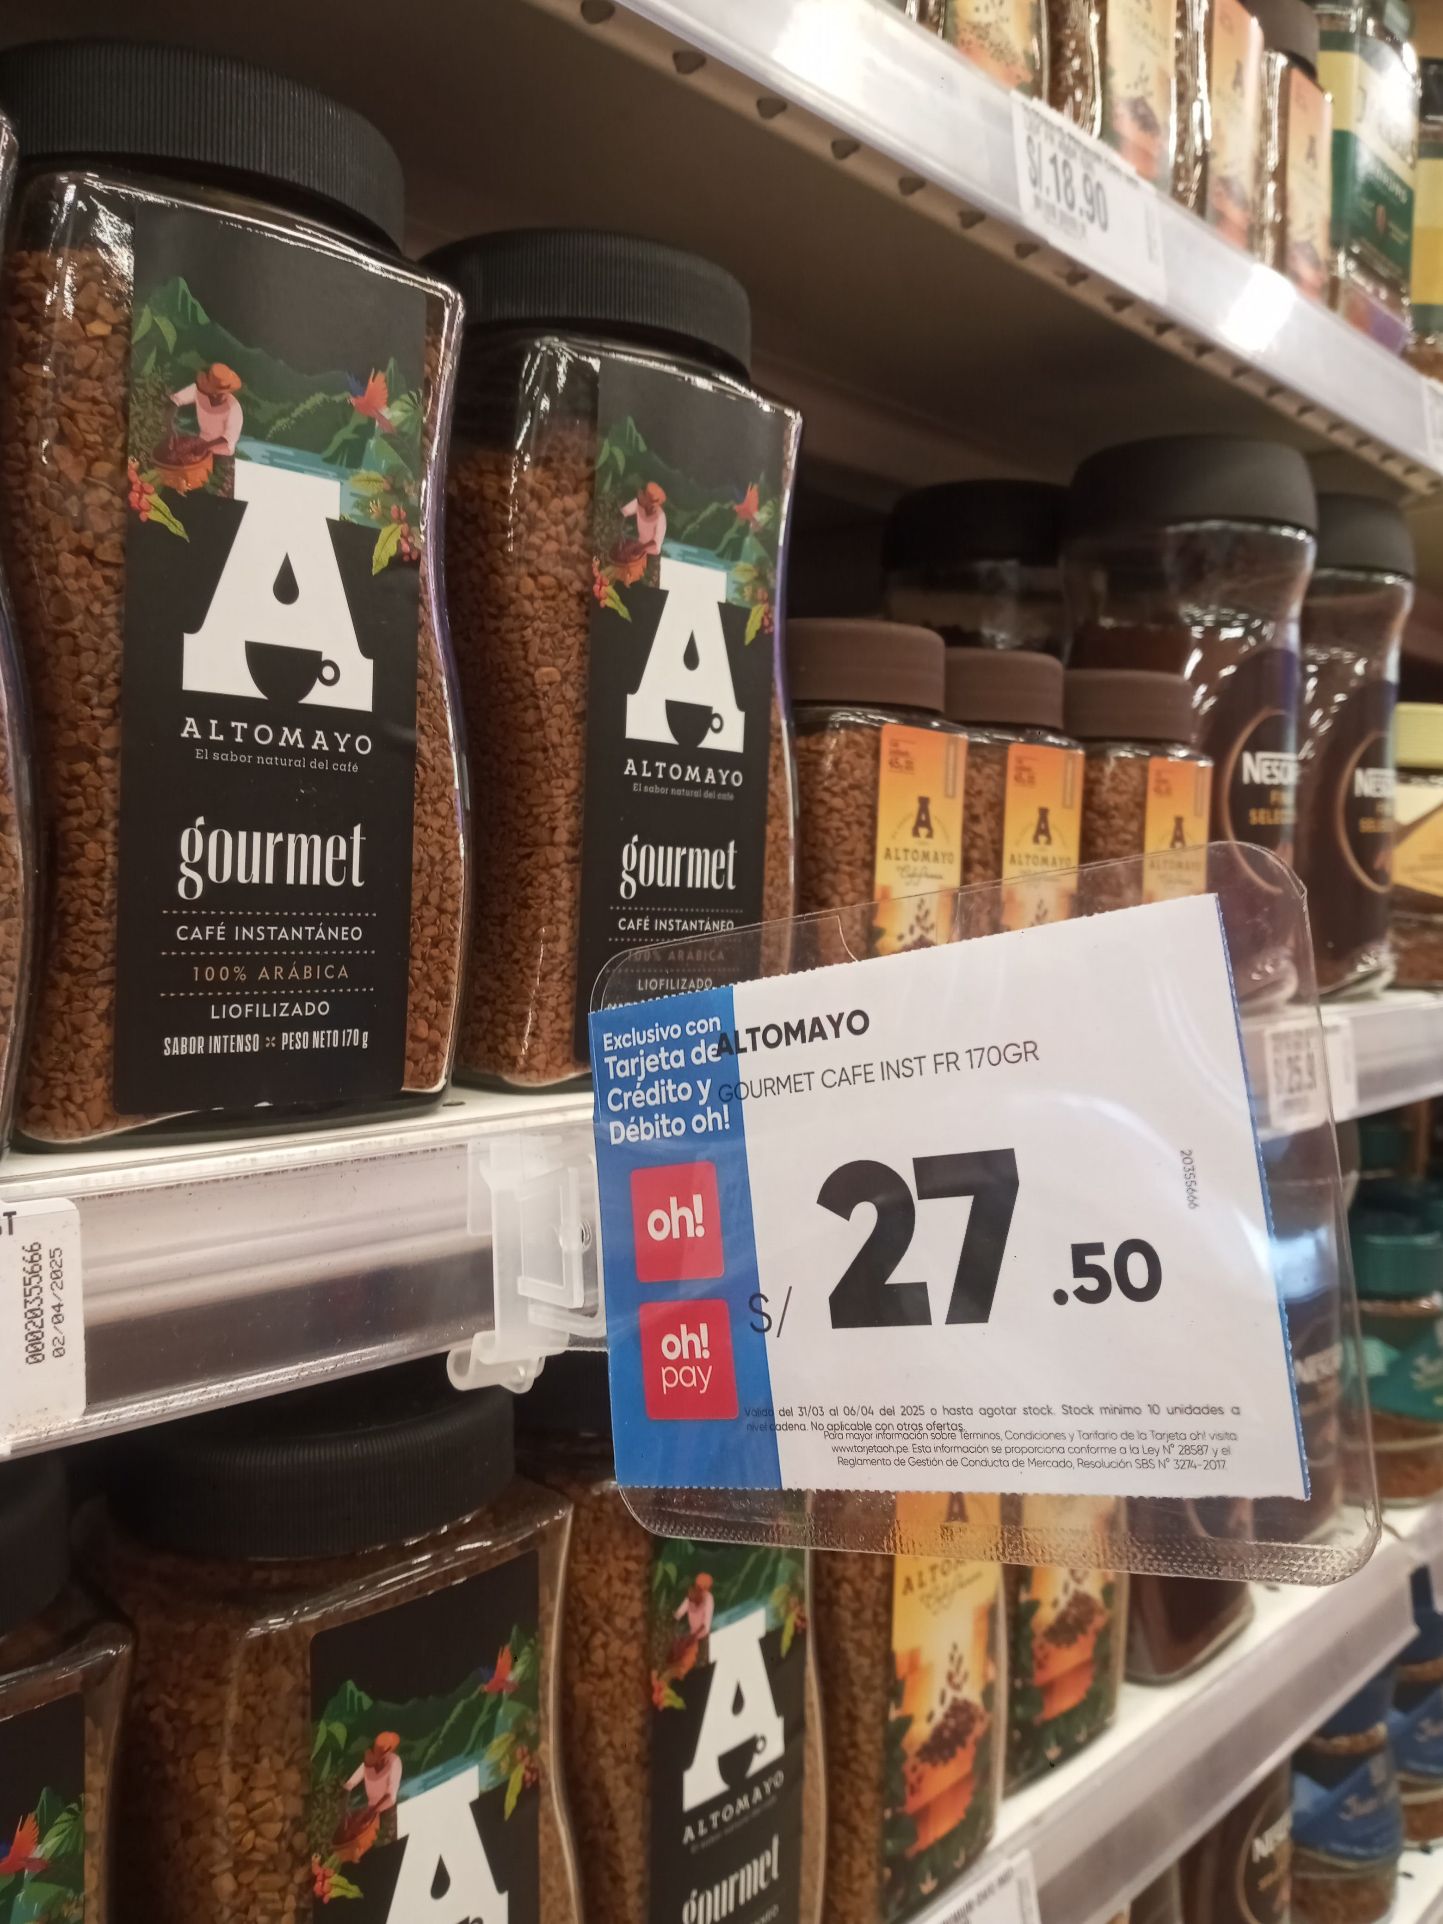 S/.18.90
ALTOMAYO
El sabor natural del café
gourmet
CAFÉ INSTANTÁNEO
100% ARÁBICA
LIOFILIZADO
SABOR INTENSO × PESO NETO 170 g
ALTOMAYO
El sabor natural del café
gourmet
CAFÉ INSTANTÁNEO
100% ARÁBICA
LIOFILIZADO
ALTOMAYO
ALTOMAYO
ALTOMAYO
Exclusivo con
Tarjeta de
Crédito y
Débito oh!
oh!
oh!
pay
ALTOMAYO
GOURMET CAFE INST FR 170GR
S/ 27.50
20355666
Válido del 31/03 al 06/04 del 2025 o hasta agotar stock. Stock mínimo 10 unidades a
nivel cadena. No aplicable con otras ofertas.
Para mayor información sobre Términos, Condiciones y Tarifario de la Tarjeta oh! visita:
www.tarjetaoh.pe. Esta información se proporciona conforme a la Ley N° 28587 y el
Reglamento de Gestión de Conducta de Mercado, Resolución SBS N° 3274-2017.
000020355666
02/04/2025
ALTOMAYO
gourmet